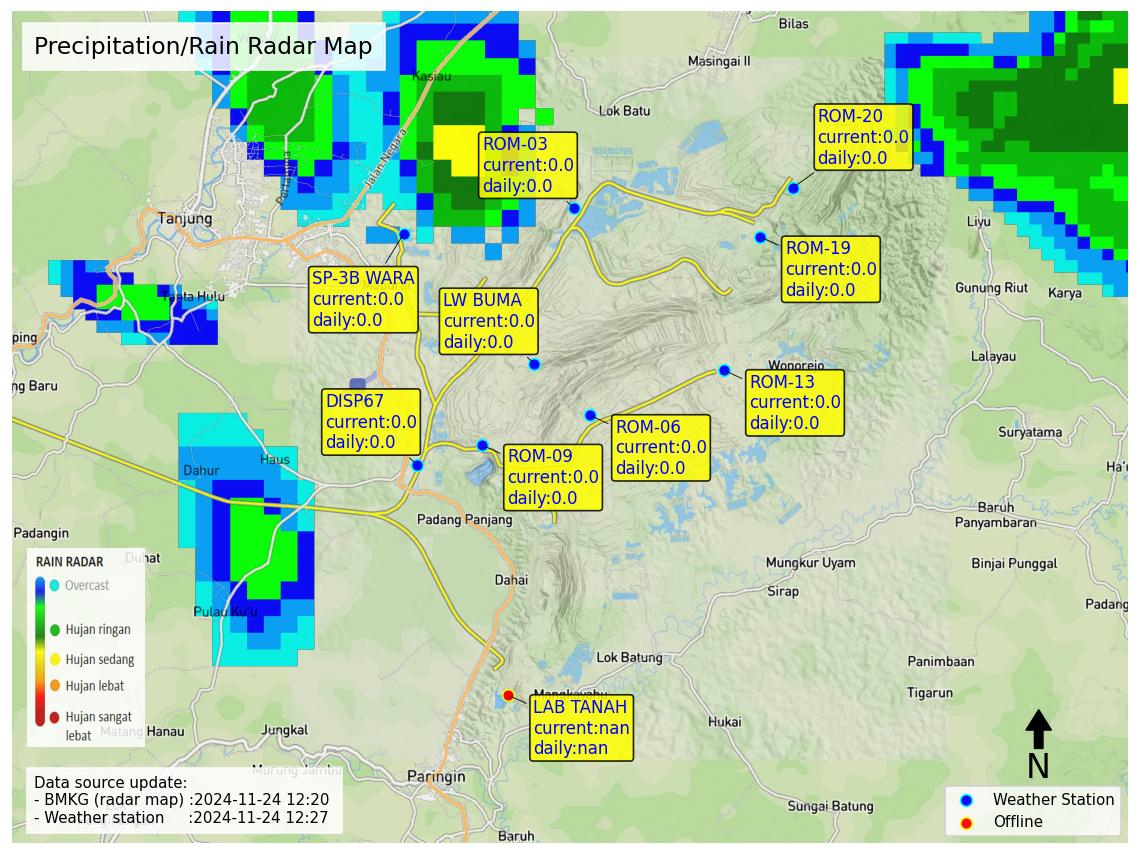 Precipitation/Rain Radar Map
Bilas
Masingai II
Kasiau
Lok Batu
ROM-20
current:0.0
daily:0.0
ROM-03
current:0.0
daily:0.0
Jalan Negara
Tanjung
Liyu
ROM-19
current:0.0
daily:0.0
SP-3B WARA
current:0.0
daily:0.0
LW BUMA
current:0.0
daily:0.0
Tanta Hulu
Gunung Riut
Karya
ping
Lalayau
Wonorejo
ng Baru
ROM-13
current:0.0
daily:0.0
DISP67
current:0.0
daily:0.0
ROM-06
current:0.0
daily:0.0
Suryatama
ROM-09
current:0.0
daily:0.0
Haus
Dahur
Ha'u
Baruh
Panyambaran
Padang Panjang
Padangin
Duhat
Mungkur Uyam
Binjai Punggal
Dahai
Sirap
Padang
Pulau Ku'u
RAIN RADAR
Overcast
Hujan ringan
Hujan sedang
Hujan lebat
Hujan sangat
lebat
Lok Batung
Panimbaan
Tigarun
Mangkayahu
LAB TANAH
current:nan
daily:nan
Hukai
Matang Hanau
Jungkal
Murung Jambu
Paringin
N
Sungai Batung
Baruh
Data source update:
- BMKG (radar map) :2024-11-24 12:20
- Weather station :2024-11-24 12:27
Weather Station
Offline